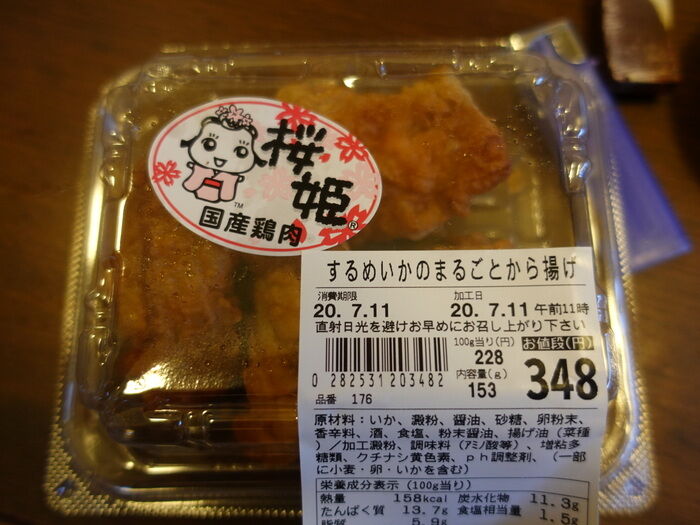 桜姫®
™
国産鶏肉
するめいかのまるごとから揚げ
消費期限 加工日
20. 7.11 20. 7.11 午前11時
直射日光を避けお早めにお召し上がり下さい
100g当り(円) お値段(円)
228
内容量(g) 348
0 282531 203482 153
品番 176
原材料：いか、澱粉、醤油、砂糖、卵粉末、
香辛料、酒、食塩、粉末醤油、揚げ油（菜種
）／加工澱粉、調味料（アミノ酸等）、増粘多
糖類、クチナシ黄色素、ｐｈ調整剤、（一部
に小麦・卵・いかを含む）
栄養成分表示（100g当り）
熱量 158kcal 炭水化物 11.3g
たんぱく質 13.7g 食塩相当量 1.5g
脂質 5.9g